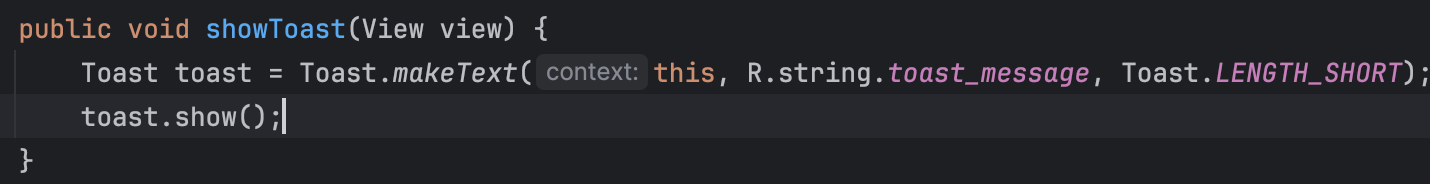 public void showToast(View view) {
Toast toast = Toast.makeText( context: this, R.string.toast_message, Toast.LENGTH_SHORT);
toast.show();
}